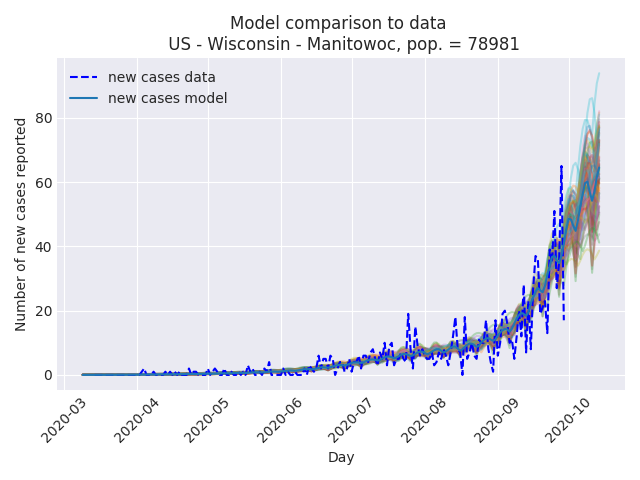 Model comparison to data
US - Wisconsin - Manitowoc, pop. = 78981
new cases data
new cases model
Number of new cases reported
80
60
40
20
0
2020-03
2020-04
2020-05
2020-06
2020-07
2020-08
2020-09
2020-10
Day